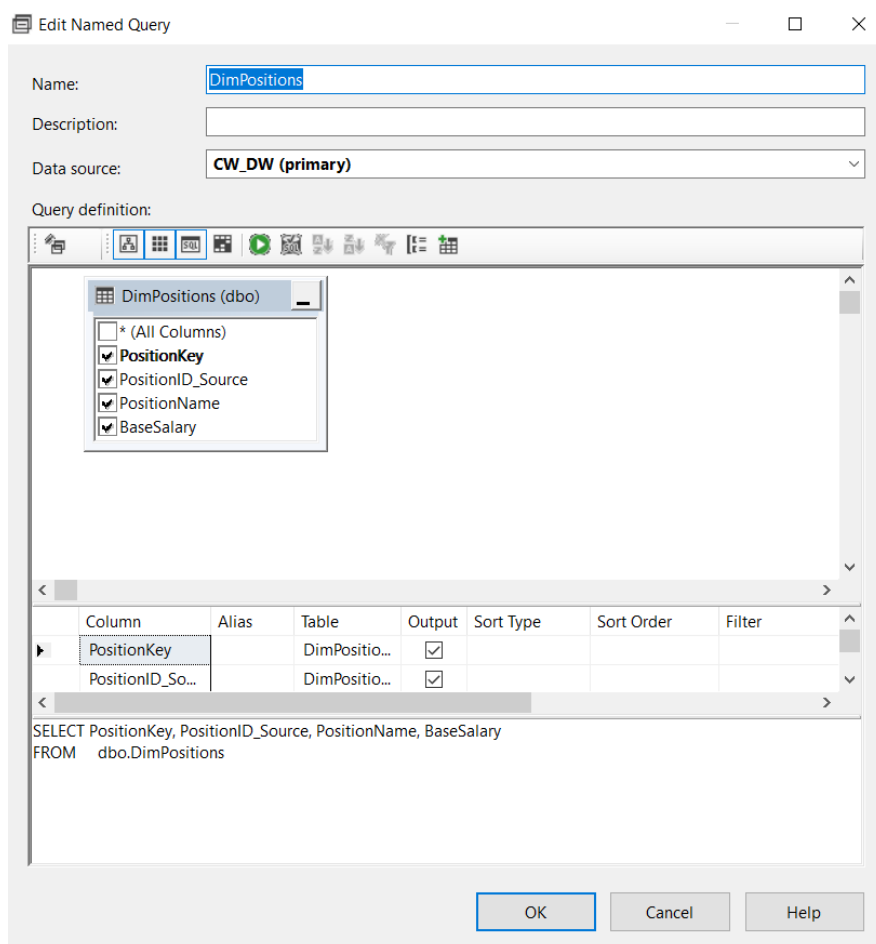 Edit Named Query
Name:
DimPositions
Description:
Data source:
CW_DW (primary)
Query definition:
SQL
SQL
DimPositions (dbo)
* (All Columns)
PositionKey
PositionID_Source
PositionName
BaseSalary
Column Alias Table Output Sort Type Sort Order Filter
PositionKey DimPositio...
PositionID_So... DimPositio...
SELECT PositionKey, PositionID_Source, PositionName, BaseSalary
FROM dbo.DimPositions
OK Cancel Help